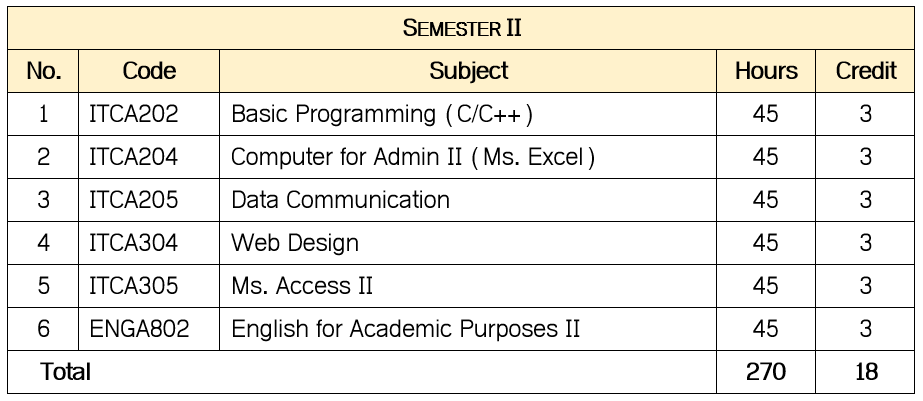 SEMESTER II
No. Code Subject Hours Credit
1 ITCA202 Basic Programming (C/C++) 45 3
2 ITCA204 Computer for Admin II (Ms. Excel) 45 3
3 ITCA205 Data Communication 45 3
4 ITCA304 Web Design 45 3
5 ITCA305 Ms. Access II 45 3
6 ENGA802 English for Academic Purposes II 45 3
Total 270 18